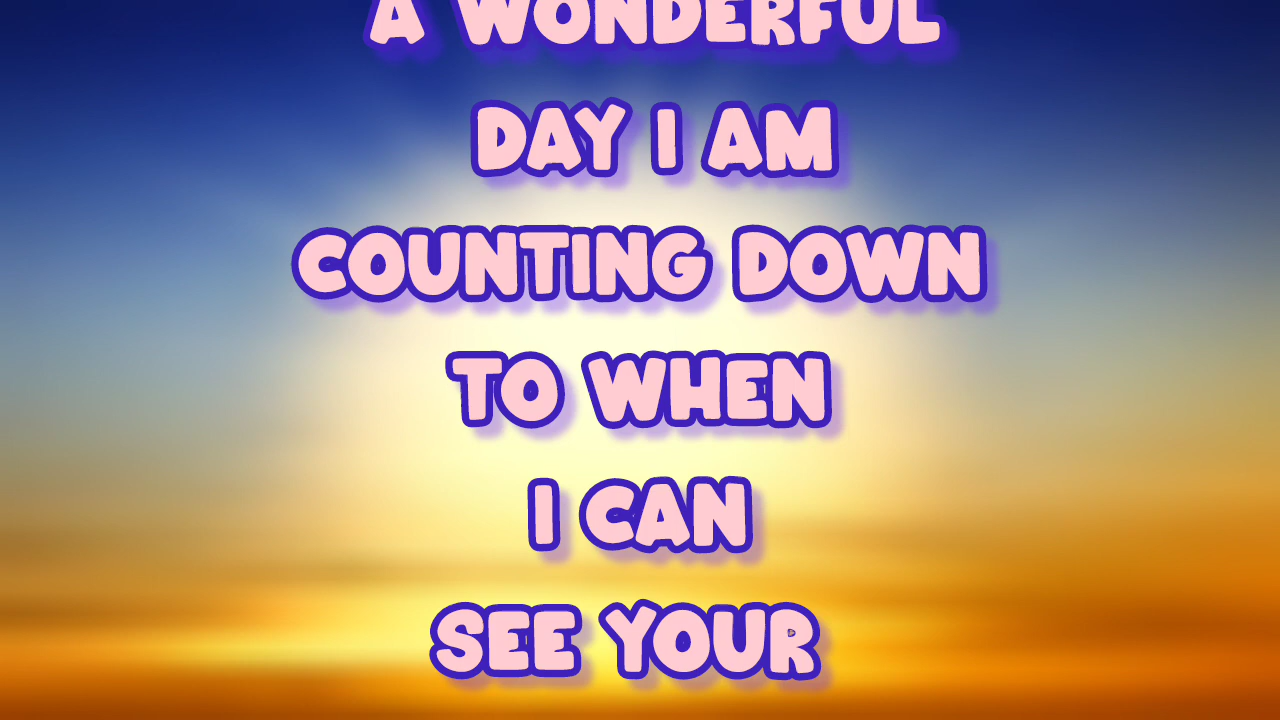 A WONDERFUL
DAY I AM
COUNTING DOWN
TO WHEN
I CAN
SEE YOUR